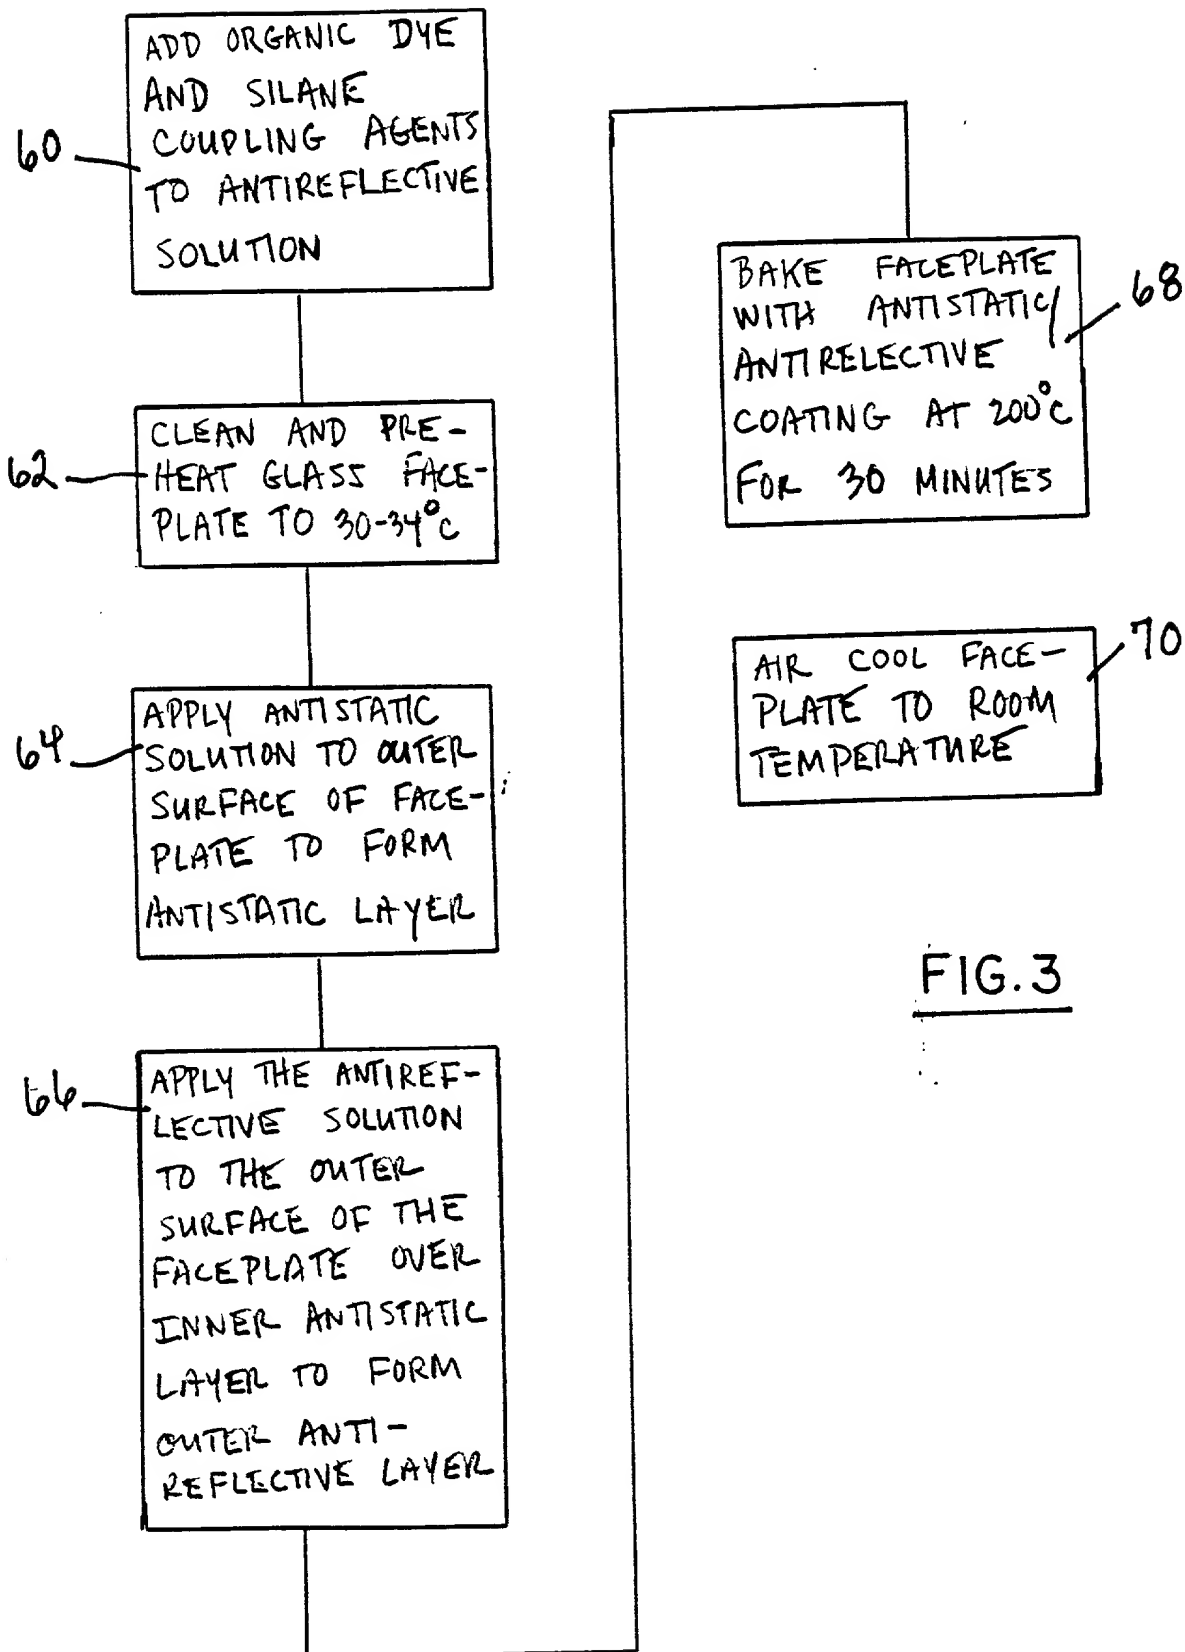 60
ADD ORGANIC DYE
AND SILANE
COUPLING AGENTS
TO ANTIREFLECTIVE
SOLUTION
62
CLEAN AND PRE-
HEAT GLASS FACE-
PLATE TO 30-34°C
64
APPLY ANTISTATIC
SOLUTION TO OUTER
SURFACE OF FACE-
PLATE TO FORM
ANTISTATIC LAYER
66
APPLY THE ANTIREF-
LECTIVE SOLUTION
TO THE OUTER
SURFACE OF THE
FACEPLATE OVER
INNER ANTISTATIC
LAYER TO FORM
OUTER ANTI-
REFLECTIVE LAYER
68
BAKE FACEPLATE
WITH ANTISTATIC/
ANTIRELECTIVE
COATING AT 200°C
FOR 30 MINUTES
70
AIR COOL FACE-
PLATE TO ROOM
TEMPERATURE
FIG. 3